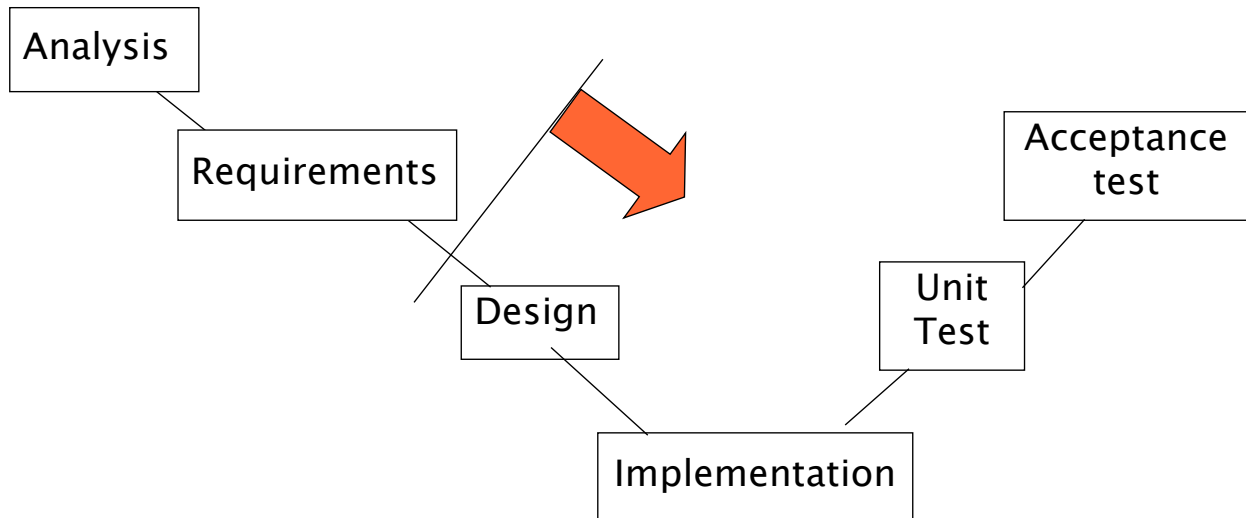 Analysis
Requirements
Design
Implementation
Unit
Test
Acceptance
test